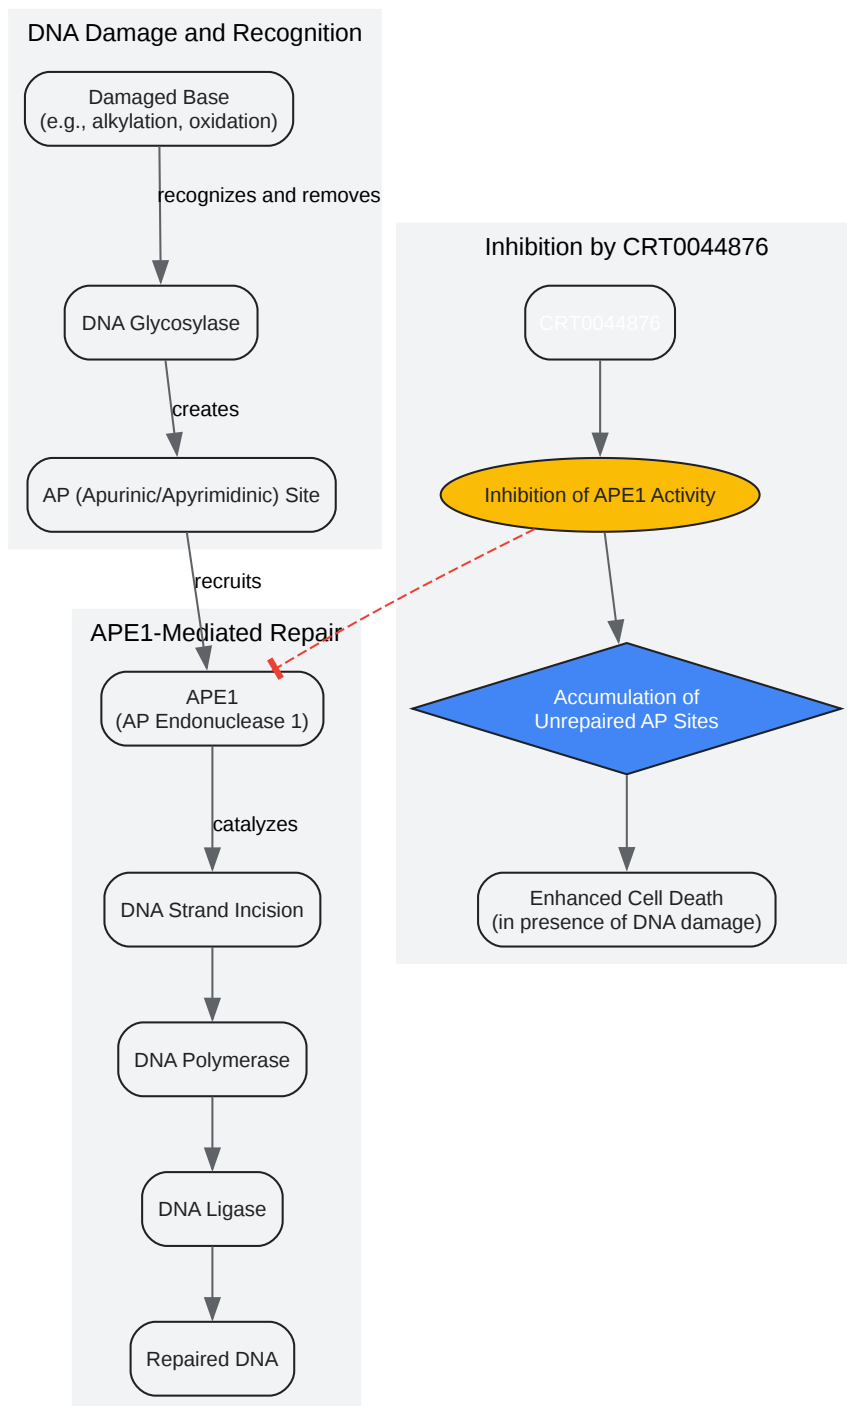 DNA Damage and Recognition
Damaged Base
(e.g., alkylation, oxidation)
recognizes and removes
DNA Glycosylase
creates
AP (Apurinic/Apyrimidinic) Site
recruits
APE1-Mediated Repair
APE1
(AP Endonuclease 1)
catalyzes
DNA Strand Incision
DNA Polymerase
DNA Ligase
Repaired DNA
Inhibition by CRT0044876
CRT0044876
Inhibition of APE1 Activity
Accumulation of
Unrepaired AP Sites
Enhanced Cell Death
(in presence of DNA damage)